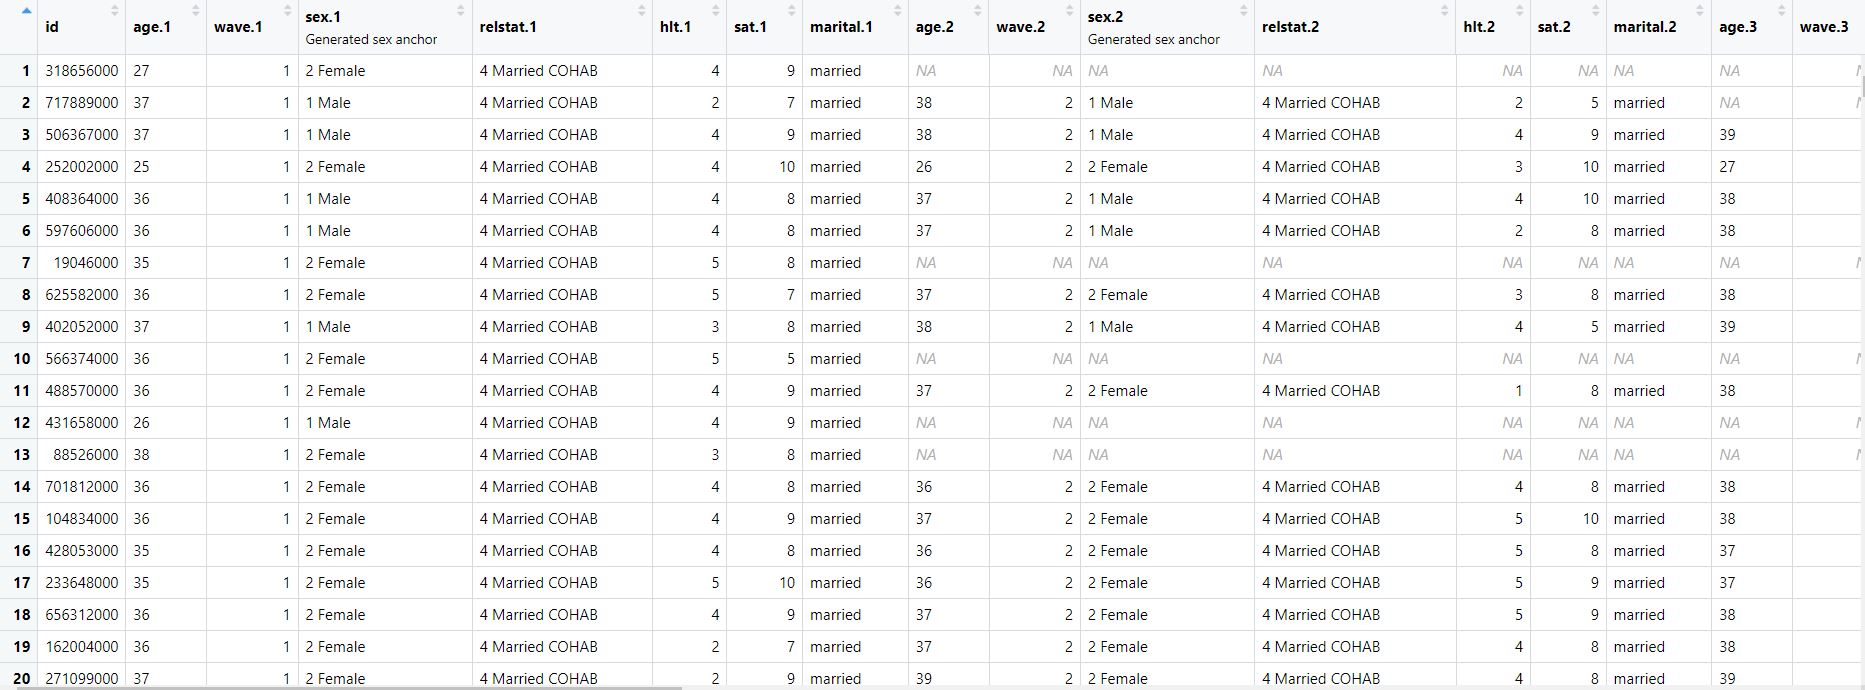 id age.1 wave.1 sex.1 relstat.1 hlt.1 sat.1 marital.1 age.2 wave.2 sex.2 relstat.2 hlt.2 sat.2 marital.2 age.3 wave.3
Generated sex anchor Generated sex anchor
1 318656000 27 1 2 Female 4 Married COHAB 4 9 married NA NA NA NA NA NA NA NA
2 717889000 37 1 1 Male 4 Married COHAB 2 7 married 38 2 1 Male 4 Married COHAB 2 5 married NA
3 506367000 37 1 1 Male 4 Married COHAB 4 9 married 38 2 1 Male 4 Married COHAB 4 9 married 39
4 252002000 25 1 2 Female 4 Married COHAB 4 10 married 26 2 2 Female 4 Married COHAB 3 10 married 27
5 408364000 36 1 1 Male 4 Married COHAB 4 8 married 37 2 1 Male 4 Married COHAB 4 10 married 38
6 597606000 36 1 1 Male 4 Married COHAB 4 8 married 37 2 1 Male 4 Married COHAB 2 8 married 38
7 19046000 35 1 2 Female 4 Married COHAB 5 8 married NA NA NA NA NA NA NA NA
8 625582000 36 1 2 Female 4 Married COHAB 5 7 married 37 2 2 Female 4 Married COHAB 3 8 married 38
9 402052000 37 1 1 Male 4 Married COHAB 3 8 married 38 2 1 Male 4 Married COHAB 4 5 married 39
10 566374000 36 1 2 Female 4 Married COHAB 5 5 married NA NA NA NA NA NA NA NA
11 488570000 36 1 2 Female 4 Married COHAB 4 9 married 37 2 2 Female 4 Married COHAB 1 8 married 38
12 431658000 26 1 1 Male 4 Married COHAB 4 9 married NA NA NA NA NA NA NA NA
13 88526000 38 1 2 Female 4 Married COHAB 3 8 married NA NA NA NA NA NA NA NA
14 701812000 36 1 2 Female 4 Married COHAB 4 8 married 36 2 2 Female 4 Married COHAB 4 8 married 38
15 104834000 36 1 2 Female 4 Married COHAB 4 9 married 37 2 2 Female 4 Married COHAB 5 10 married 38
16 428053000 35 1 2 Female 4 Married COHAB 4 8 married 36 2 2 Female 4 Married COHAB 5 8 married 37
17 233648000 35 1 2 Female 4 Married COHAB 5 10 married 36 2 2 Female 4 Married COHAB 5 9 married 37
18 656312000 36 1 2 Female 4 Married COHAB 4 9 married 37 2 2 Female 4 Married COHAB 5 9 married 38
19 162004000 36 1 2 Female 4 Married COHAB 2 7 married 37 2 2 Female 4 Married COHAB 4 8 married 38
20 271099000 37 1 2 Female 4 Married COHAB 2 9 married 39 2 2 Female 4 Married COHAB 4 8 married 39